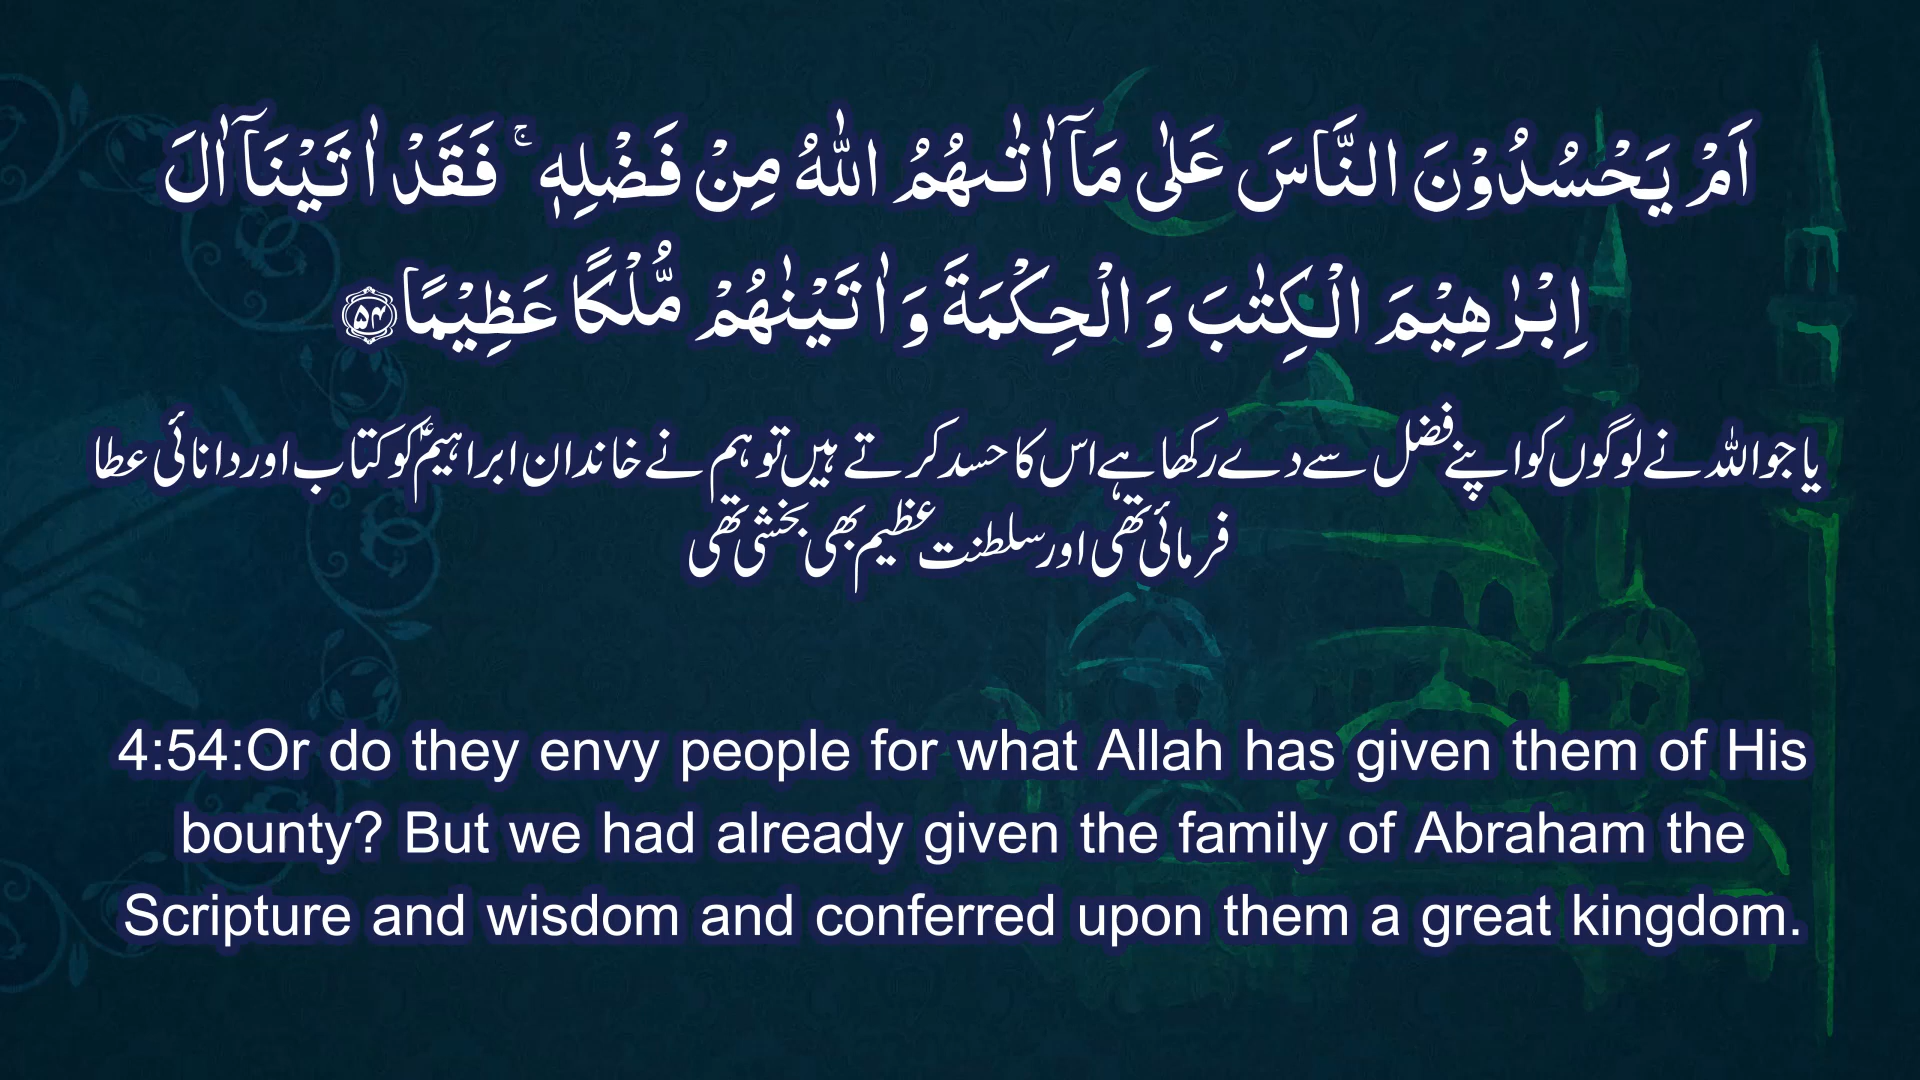 اَمْ يَحْسُدُوْنَ النَّاسَ عَلٰى مَاۤ اٰتٰىهُمُ اللّٰهُ مِنْ فَضْلِهٖ ۚ فَقَدْ اٰتَيْنَاۤ اٰلَ
اِبْرٰهِيْمَ الْكِتٰبَ وَ الْحِكْمَةَ وَ اٰتَيْنٰهُمْ مُّلْكًا عَظِيْمًا ﴿۵۴﴾
یا جو اللہ نے لوگوں کو اپنے فضل سے دے رکھا ہے اس کا حسد کرتے ہیں تو ہم نے خاندان ابراہیمؑ کو کتاب اور دانائی عطا
فرمائی تھی اور سلطنت عظیم بھی بخشی تھی
4:54:Or do they envy people for what Allah has given them of His
bounty? But we had already given the family of Abraham the
Scripture and wisdom and conferred upon them a great kingdom.